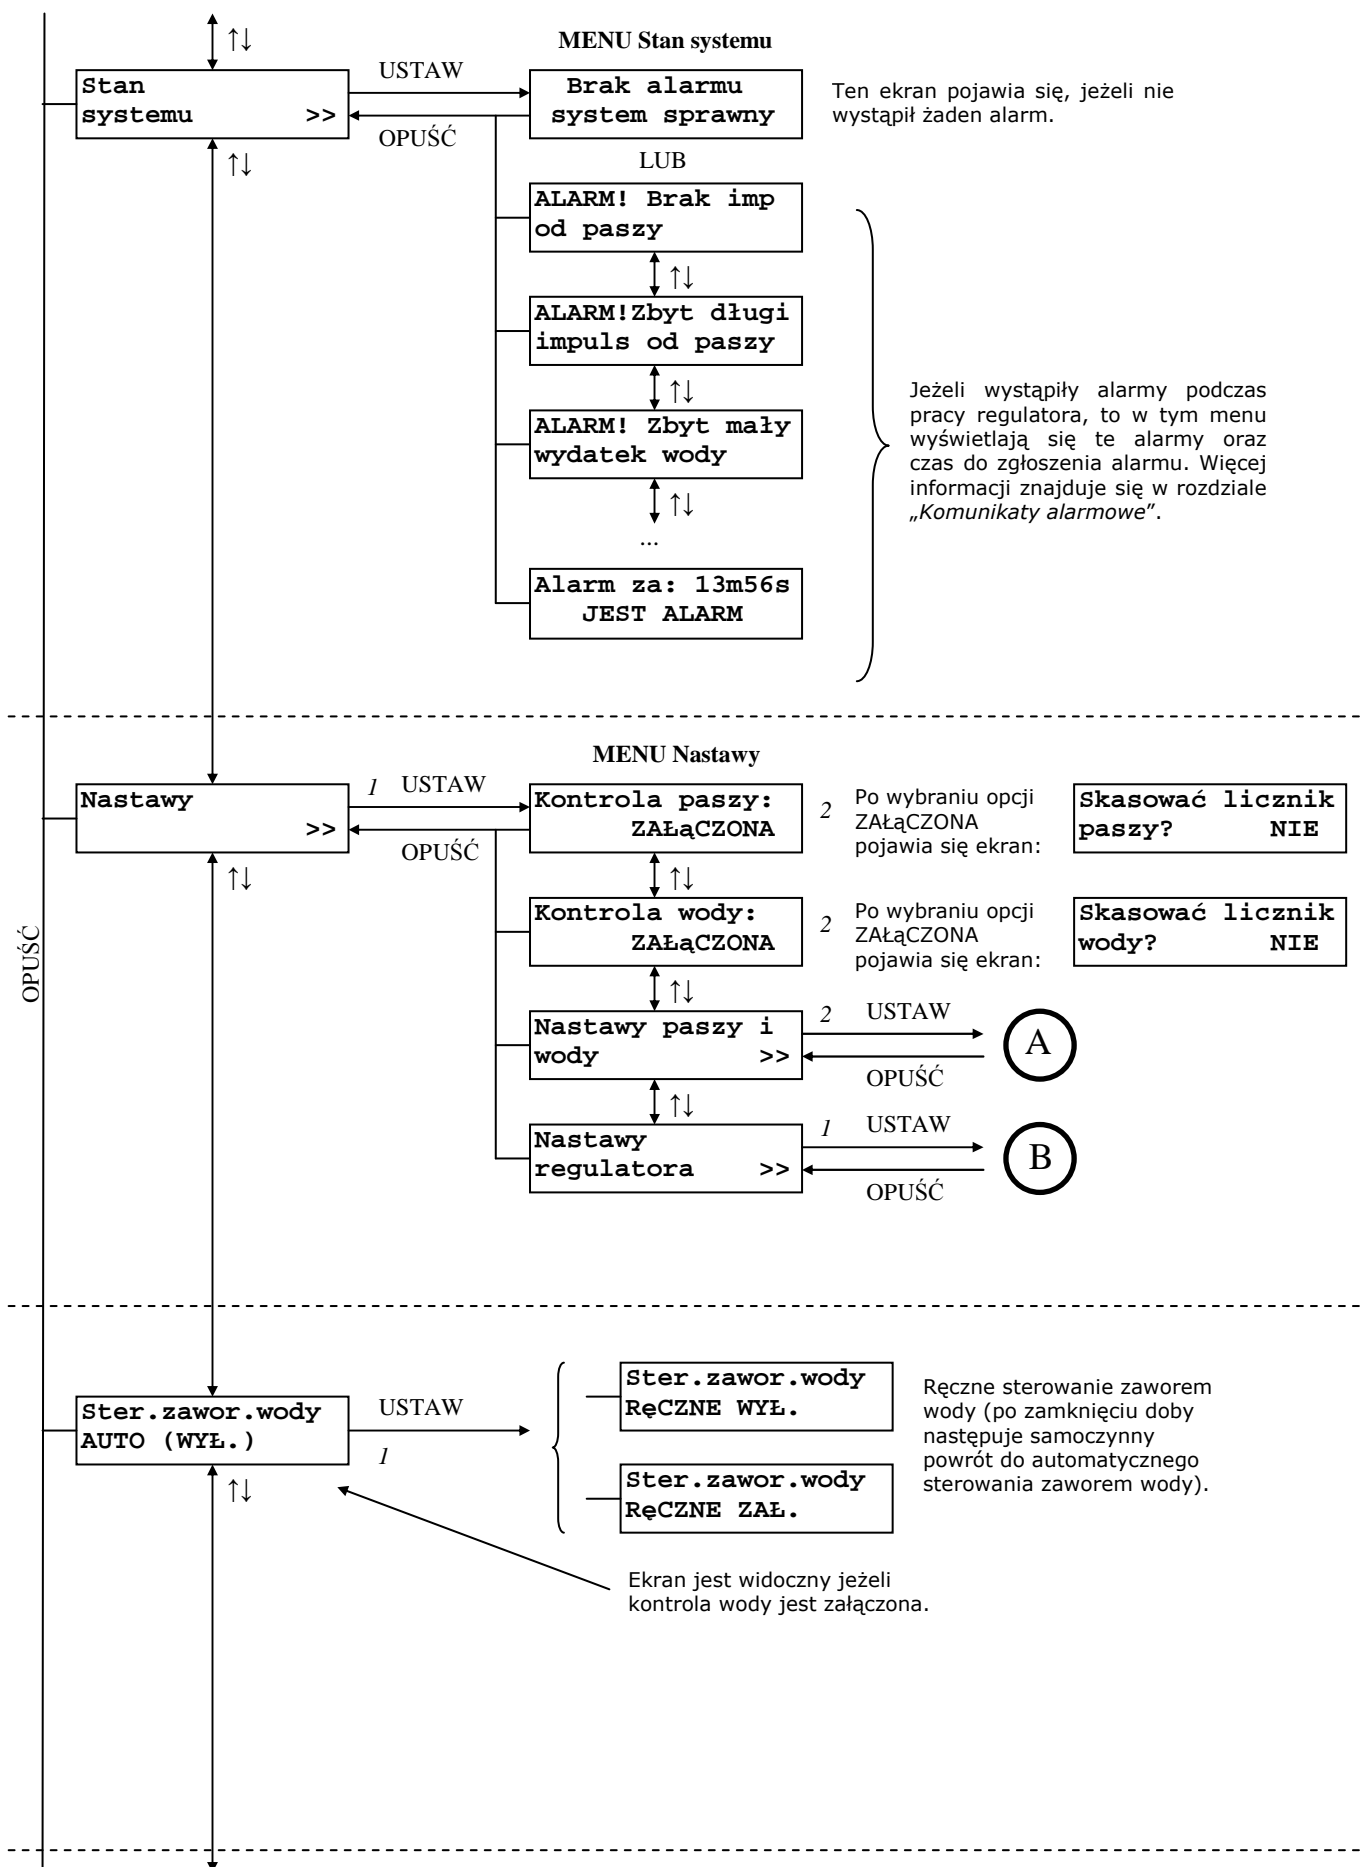 ↑↓
MENU Stan systemu
Stan
systemu >>
USTAW
OPUŚĆ
Brak alarmu
system sprawny
Ten ekran pojawia się, jeżeli nie
wystąpił żaden alarm.
↑↓
LUB
ALARM! Brak imp
od paszy
↑↓
ALARM!Zbyt długi
impuls od paszy
↑↓
ALARM! Zbyt mały
wydatek wody
↑↓
...
Alarm za: 13m56s
JEST ALARM
Jeżeli wystąpiły alarmy podczas
pracy regulatora, to w tym menu
wyświetlają się te alarmy oraz
czas do zgłoszenia alarmu. Więcej
informacji znajduje się w rozdziale
„Komunikaty alarmowe”.
MENU Nastawy
Nastawy
>>
1 USTAW
OPUŚĆ
Kontrola paszy:
ZAŁąCZONA
2 Po wybraniu opcji
ZAŁąCZONA
pojawia się ekran:
Skasować licznik
paszy? NIE
↑↓
↑↓
Kontrola wody:
ZAŁąCZONA
2 Po wybraniu opcji
ZAŁąCZONA
pojawia się ekran:
Skasować licznik
wody? NIE
OPUŚĆ
↑↓
Nastawy paszy i
wody >>
2 USTAW
OPUŚĆ
A
↑↓
Nastawy
regulatora >>
1 USTAW
OPUŚĆ
B
Ster.zawor.wody
AUTO (WYŁ.)
USTAW
1
↑↓
Ster.zawor.wody
RęCZNE WYŁ.
Ster.zawor.wody
RęCZNE ZAŁ.
Ręczne sterowanie zaworem
wody (po zamknięciu doby
następuje samoczynny
powrót do automatycznego
sterowania zaworem wody).
Ekran jest widoczny jeżeli
kontrola wody jest załączona.